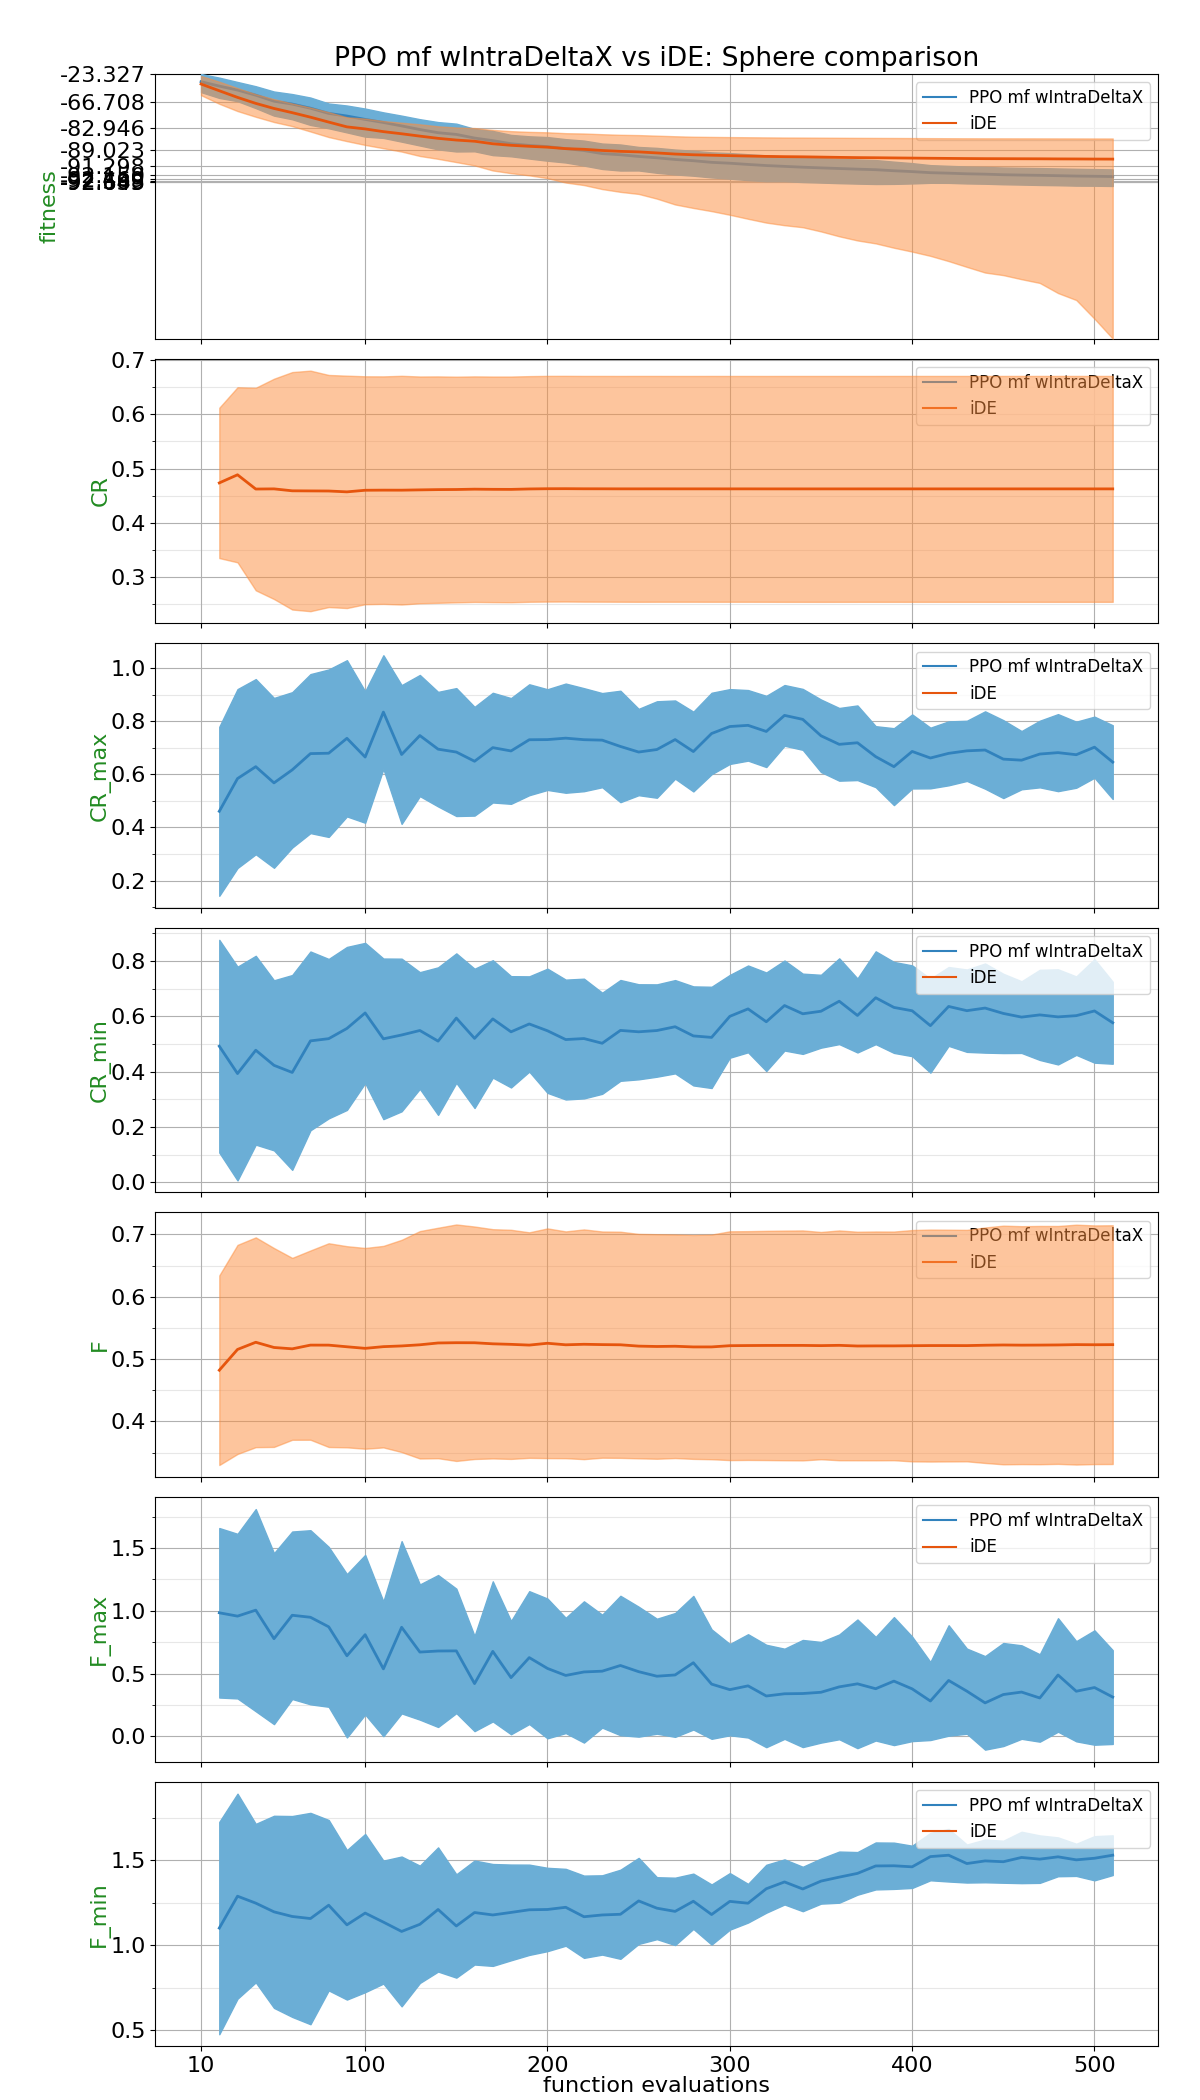 PPO mf wIntraDeltaX vs iDE: Sphere comparison
-23.327
-66.708
-82.946
-89.023
-91.298
fitness
PPO mf wIntraDeltaX
iDE
0.7
0.6
0.5
0.4
0.3
CR
PPO mf wIntraDeltaX
iDE
1.0
0.8
0.6
0.4
0.2
CR_max
PPO mf wIntraDeltaX
iDE
0.8
0.6
0.4
0.2
0.0
CR_min
PPO mf wIntraDeltaX
iDE
0.7
0.6
0.5
0.4
F
PPO mf wIntraDeltaX
iDE
1.5
1.0
0.5
0.0
F_max
PPO mf wIntraDeltaX
iDE
1.5
1.0
0.5
F_min
PPO mf wIntraDeltaX
iDE
10 100 200 300 400 500
function evaluations